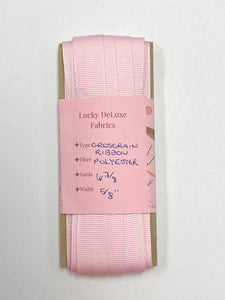 Lucky DeLuxe
Fabrics
✦Type GROSGRAIN
RIBBON
✦Fiber POLYESTER
✦Yards 6 7/8
✦Width 5/8"